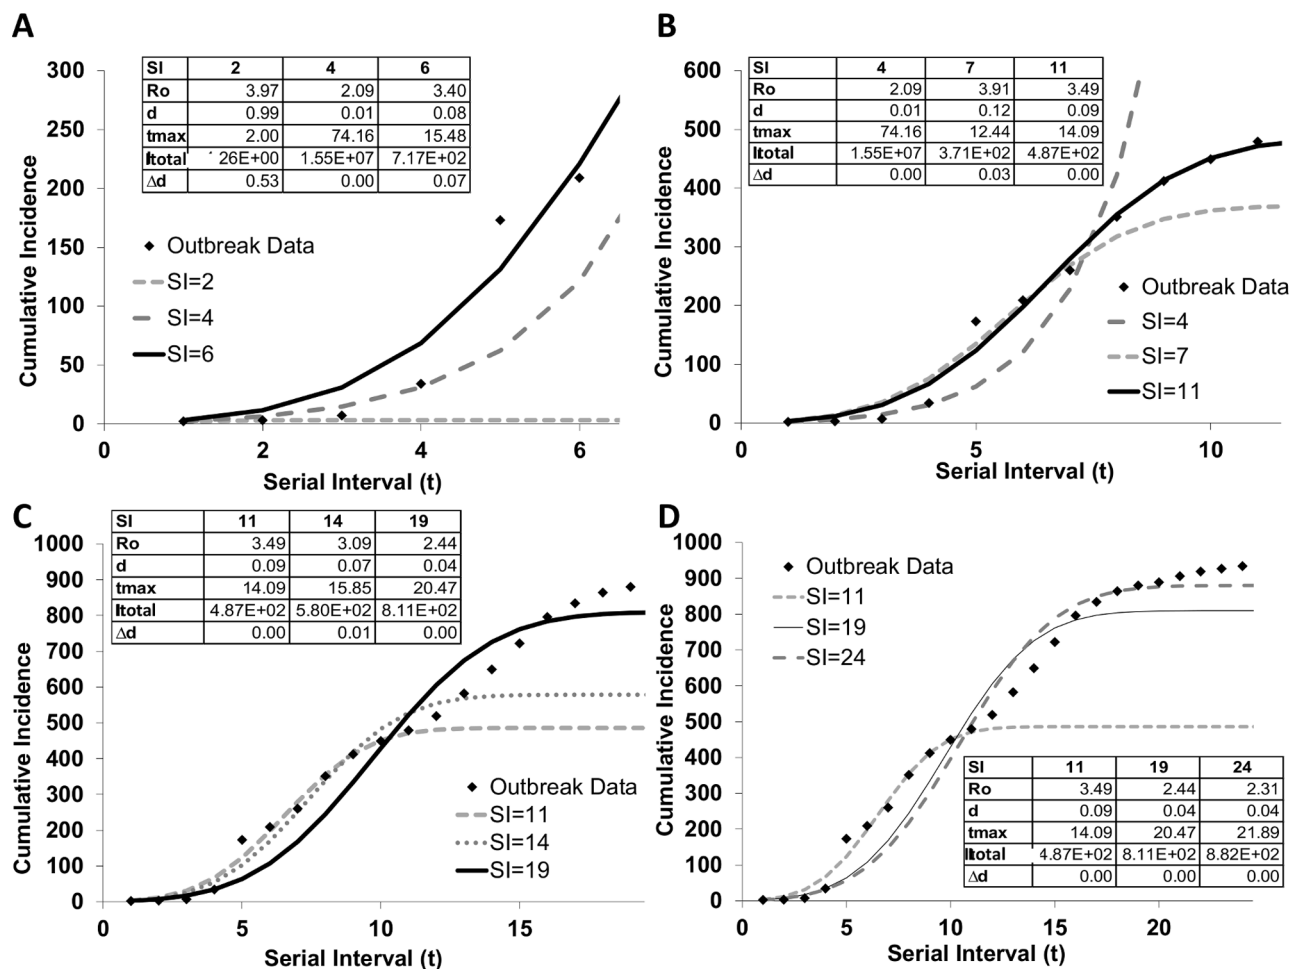 A
SI 2 4 6
Ro 3.97 2.09 3.40
d 0.99 0.01 0.08
tmax 2.00 74.16 15.48
Itotal 26E+00 1.55E+07 7.17E+02
Δd 0.53 0.00 0.07
300
250
200
150
100
50
0
Cumulative Incidence
Outbreak Data
SI=2
SI=4
SI=6
0 2 4 6
Serial Interval (t)
B
SI 4 7 11
Ro 2.09 3.91 3.49
d 0.01 0.12 0.09
tmax 74.16 12.44 14.09
Itotal 1.55E+07 3.71E+02 4.87E+02
Δd 0.00 0.03 0.00
600
500
400
300
200
100
0
Cumulative Incidence
Outbreak Data
SI=4
SI=7
SI=11
0 5 10
Serial Interval (t)
C
SI 11 14 19
Ro 3.49 3.09 2.44
d 0.09 0.07 0.04
tmax 14.09 15.85 20.47
Itotal 4.87E+02 5.80E+02 8.11E+02
Δd 0.00 0.01 0.00
1000
900
800
700
600
500
400
300
200
100
0
Cumulative Incidence
Outbreak Data
SI=11
SI=14
SI=19
0 5 10 15
Serial Interval (t)
D
1000
900
800
700
600
500
400
300
200
100
0
Cumulative Incidence
Outbreak Data
SI=11
SI=19
SI=24
SI 11 19 24
Ro 3.49 2.44 2.31
d 0.09 0.04 0.04
tmax 14.09 20.47 21.89
Itotal 4.87E+02 8.11E+02 8.82E+02
Δd 0.00 0.00 0.00
0 5 10 15 20
Serial Interval (t)